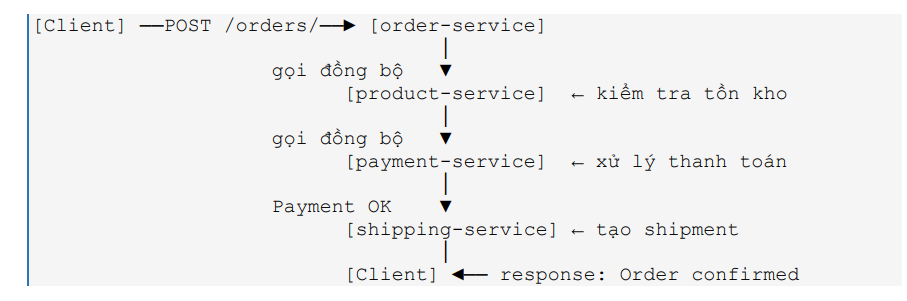 [Client] ──POST /orders/──► [order-service]
│
gọi đồng bộ ▼
[product-service] ← kiểm tra tồn kho
│
gọi đồng bộ ▼
[payment-service] ← xử lý thanh toán
│
Payment OK ▼
[shipping-service] ← tạo shipment
│
[Client] ◄── response: Order confirmed